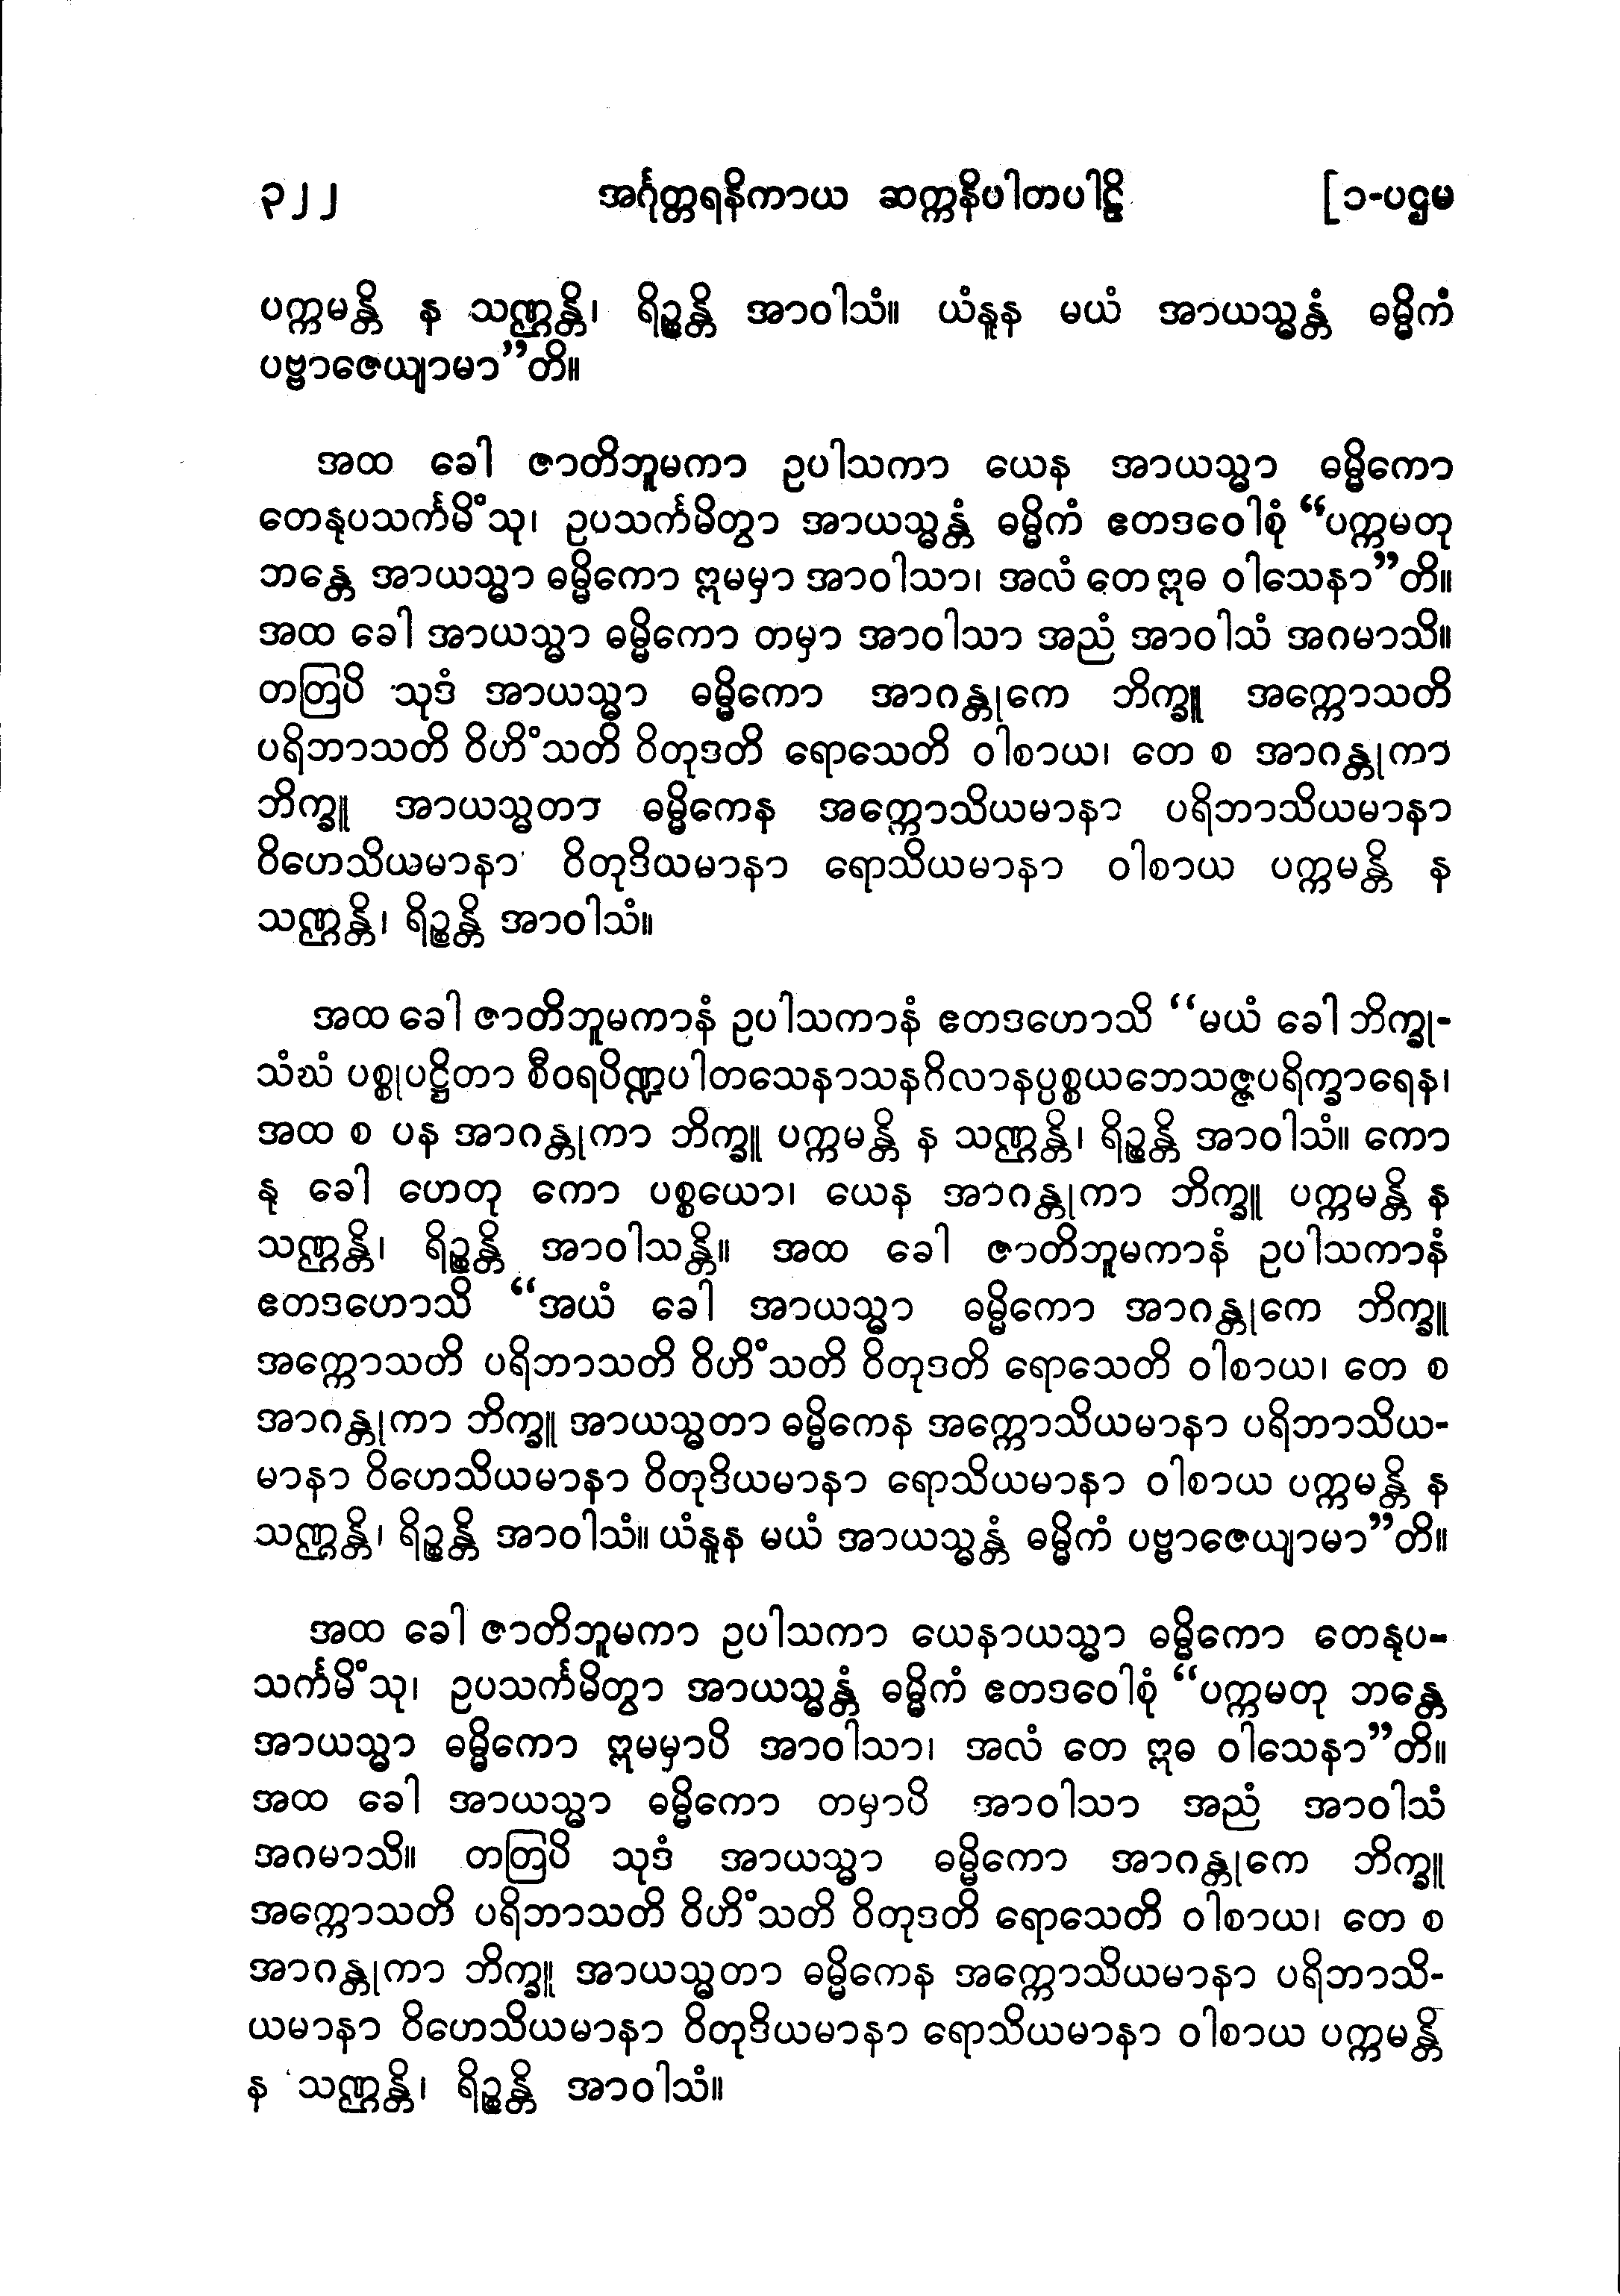 ၃၂၂ အင်္ဂုတ္တရနိကာယ ဆက္ကနိပါတပါဠိ [၁-ပဌမ
ပက္ကမန္တိ န သဏ္ဌန္တိ၊ ရိဉ္စန္တိ အာဝါသံ။ ယံနူန မယံ အာယသ္မန္တံ ဓမ္မိကံ
ပဗ္ဗာဇေယျာမာ”တိ။
အထ ခေါ ဇာတိဘူမကာ ဥပါသကာ ယေန အာယသ္မာ ဓမ္မိကော
တေနုပသင်္ကမိံသု၊ ဥပသင်္ကမိတွာ အာယသ္မန္တံ ဓမ္မိကံ ဧတဒဝေါစုံ “ပက္ကမတု
ဘန္တေ အာယသ္မာ ဓမ္မိကော ဣမမှာ အာဝါသာ၊ အလံ တေ ဣဓ ဝါသေနာ”တိ။
အထ ခေါ အာယသ္မာ ဓမ္မိကော တမှာ အာဝါသာ အညံ အာဝါသံ အဂမာသိ။
တတြပိ သုဒံ အာယသ္မာ ဓမ္မိကော အာဂန္တုကေ ဘိက္ခူ အက္ကောသတိ
ပရိဘာသတိ ဝိဟိံသတိ ဝိတုဒတိ ရောသေတိ ဝါစာယ၊ တေ စ အာဂန္တုကာ
ဘိက္ခူ အာယသ္မတာ ဓမ္မိကေန အက္ကောသိယမာနာ ပရိဘာသိယမာနာ
ဝိဟေသိယမာနာ ဝိတုဒိယမာနာ ရောသိယမာနာ ဝါစာယ ပက္ကမန္တိ န
သဏ္ဌန္တိ၊ ရိဉ္စန္တိ အာဝါသံ။
အထ ခေါ ဇာတိဘူမကာနံ ဥပါသကာနံ ဧတဒဟောသိ “မယံ ခေါ ဘိက္ခု-
သံဃံ ပစ္စုပဋ္ဌိတာ စီဝရပိဏ္ဍပါတသေနာသနဂိလာနပ္ပစ္စယဘေသဇ္ဇပရိက္ခာရေန၊
အထ စ ပန အာဂန္တုကာ ဘိက္ခူ ပက္ကမန္တိ န သဏ္ဌန္တိ၊ ရိဉ္စန္တိ အာဝါသံ။ ကော
နု ခေါ ဟေတု ကော ပစ္စယော၊ ယေန အာဂန္တုကာ ဘိက္ခူ ပက္ကမန္တိ န
သဏ္ဌန္တိ၊ ရိဉ္စန္တိ အာဝါသန္တိ။ အထ ခေါ ဇာတိဘူမကာနံ ဥပါသကာနံ
ဧတဒဟောသိ “အယံ ခေါ အာယသ္မာ ဓမ္မိကော အာဂန္တုကေ ဘိက္ခူ
အက္ကောသတိ ပရိဘာသတိ ဝိဟိံသတိ ဝိတုဒတိ ရောသေတိ ဝါစာယ၊ တေ စ
အာဂန္တုကာ ဘိက္ခူ အာယသ္မတာ ဓမ္မိကေန အက္ကောသိယမာနာ ပရိဘာသိယ-
မာနာ ဝိဟေသိယမာနာ ဝိတုဒိယမာနာ ရောသိယမာနာ ဝါစာယ ပက္ကမန္တိ န
သဏ္ဌန္တိ၊ ရိဉ္စန္တိ အာဝါသံ။ ယံနူန မယံ အာယသ္မန္တံ ဓမ္မိကံ ပဗ္ဗာဇေယျာမာ”တိ။
အထ ခေါ ဇာတိဘူမကာ ဥပါသကာ ယေနာယသ္မာ ဓမ္မိကော တေနုပ-
သင်္ကမိံသု၊ ဥပသင်္ကမိတွာ အာယသ္မန္တံ ဓမ္မိကံ ဧတဒဝေါစုံ “ပက္ကမတု ဘန္တေ
အာယသ္မာ ဓမ္မိကော ဣမမှာပိ အာဝါသာ၊ အလံ တေ ဣဓ ဝါသေနာ”တိ။
အထ ခေါ အာယသ္မာ ဓမ္မိကော တမှာပိ အာဝါသာ အညံ အာဝါသံ
အဂမာသိ။ တတြပိ သုဒံ အာယသ္မာ ဓမ္မိကော အာဂန္တုကေ ဘိက္ခူ
အက္ကောသတိ ပရိဘာသတိ ဝိဟိံသတိ ဝိတုဒတိ ရောသေတိ ဝါစာယ၊ တေ စ
အာဂန္တုကာ ဘိက္ခူ အာယသ္မတာ ဓမ္မိကေန အက္ကောသိယမာနာ ပရိဘာသိ-
ယမာနာ ဝိဟေသိယမာနာ ဝိတုဒိယမာနာ ရောသိယမာနာ ဝါစာယ ပက္ကမန္တိ
န သဏ္ဌန္တိ၊ ရိဉ္စန္တိ အာဝါသံ။